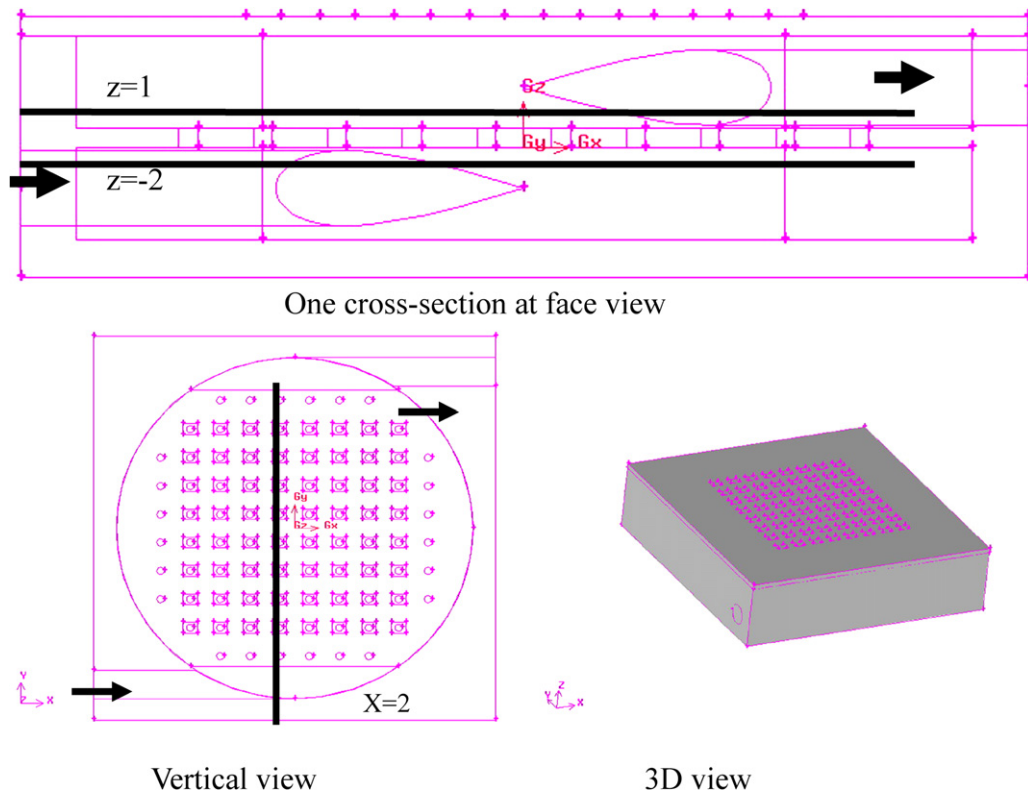 z=1
Gz
Gy Gx
z=-2
One cross-section at face view
Gy
Gz Gx
X=2
Y
Z X
Z
Y X
Vertical view 3D view